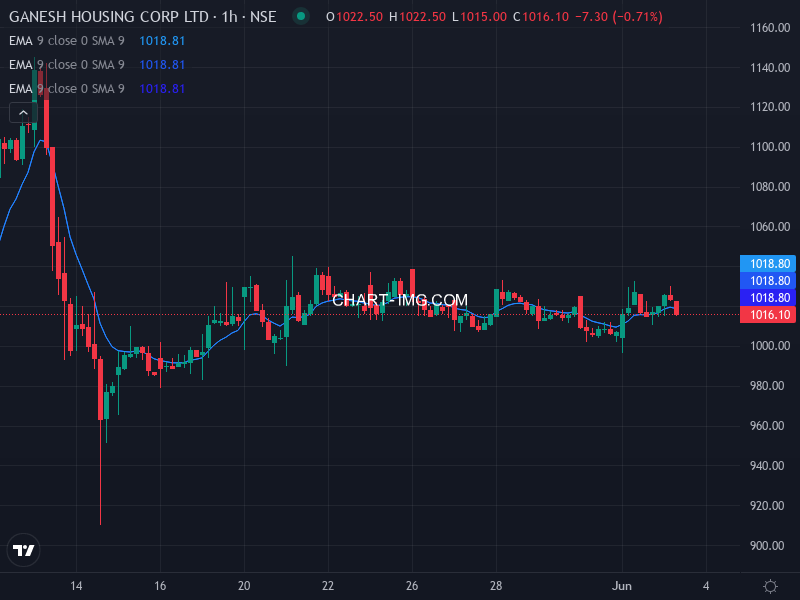 GANESH HOUSING CORP LTD · 1h · NSE O1022.50 H1022.50 L1015.00 C1016.10 −7.30 (−0.71%)
EMA 9 close 0 SMA 9 1018.81
EMA 9 close 0 SMA 9 1018.81
EMA 9 close 0 SMA 9 1018.81
1160.00
1140.00
1120.00
1100.00
1080.00
1060.00
1018.80
1018.80
1018.80
1016.10
1000.00
980.00
960.00
940.00
920.00
900.00
CHART-IMG.COM
14 16 20 22 26 28 Jun 4